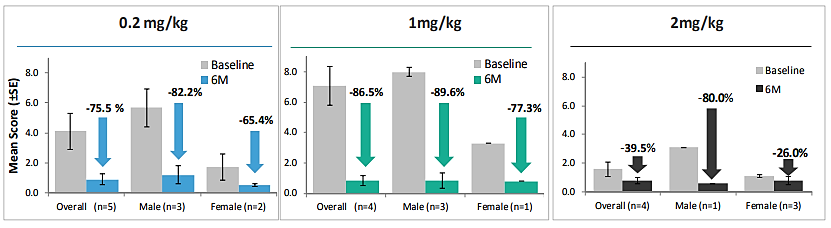 0.2 mg/kg
Mean Score (±SE)
8.0
6.0
4.0
2.0
0.0
Baseline
6M
-75.5 %
-82.2%
-65.4%
Overall (n=5) Male (n=3) Female (n=2)
1mg/kg
8.0
6.0
4.0
2.0
0.0
Baseline
6M
-86.5%
-89.6%
-77.3%
Overall (n=4) Male (n=3) Female (n=1)
2mg/kg
8.0
6.0
4.0
2.0
0.0
Baseline
6M
-39.5%
-80.0%
-26.0%
Overall (n=4) Male (n=1) Female (n=3)